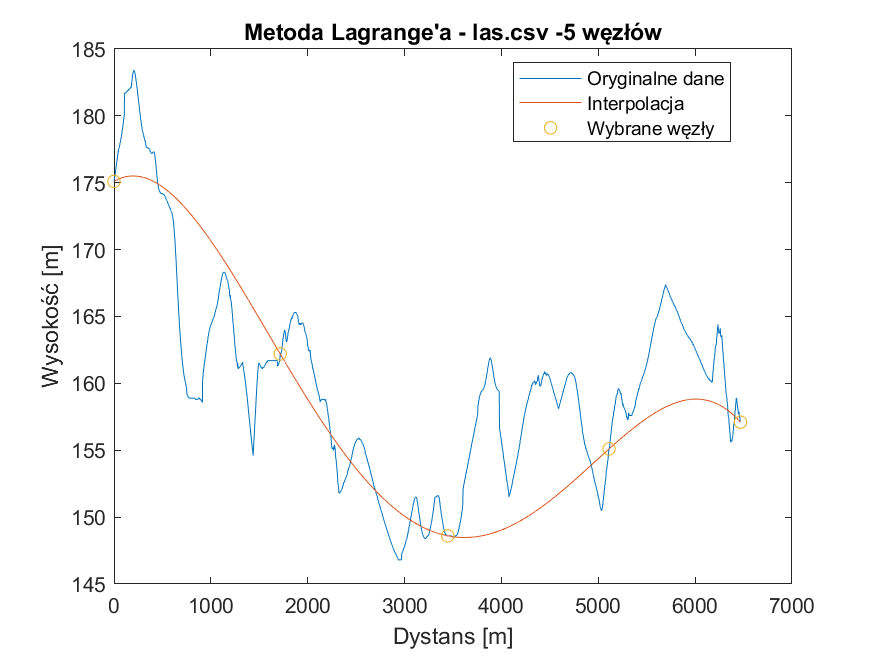 Metoda Lagrange'a - las.csv -5 węzłów
Oryginalne dane
Interpolacja
Wybrane węzły
Wysokość [m]
185
180
175
170
165
160
155
150
145
0 1000 2000 3000 4000 5000 6000 7000
Dystans [m]